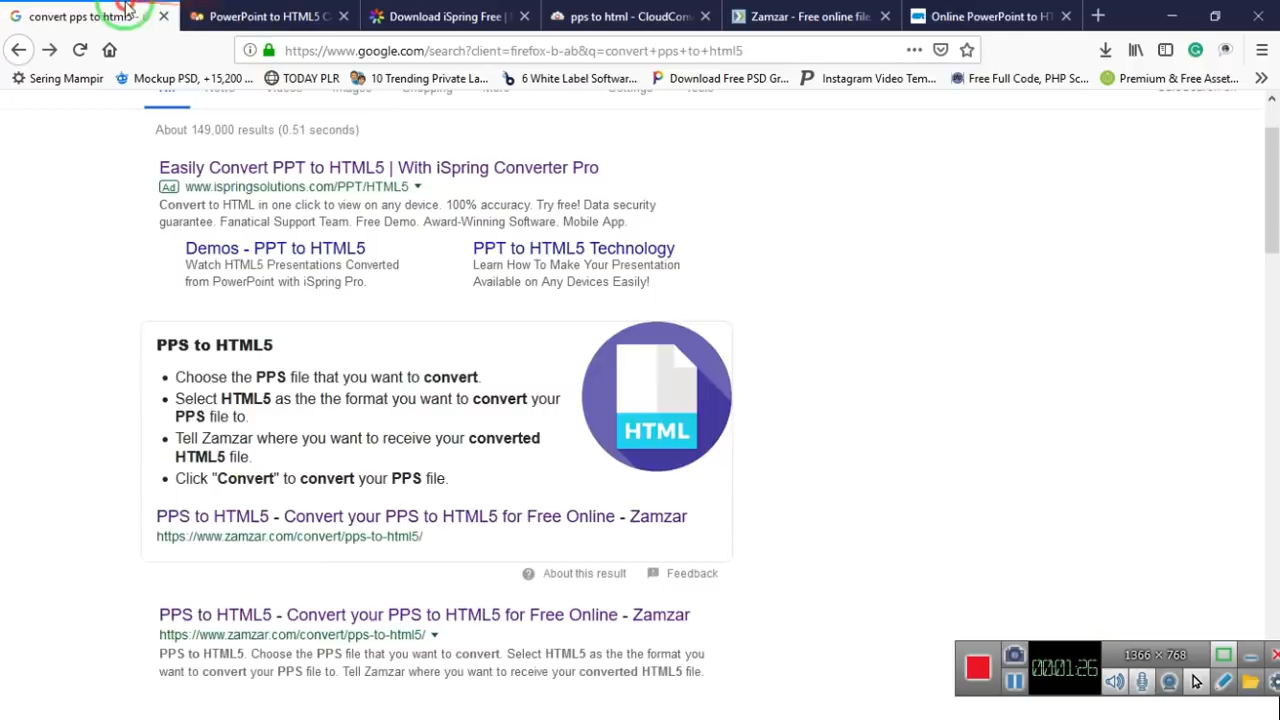 convert pps to html5 -
PowerPoint to HTML5 C
Download iSpring Free |
pps to html - CloudCon
Zamzar - Free online file
Online PowerPoint to HT
https://www.google.com/search?client=firefox-b-ab&q=convert+pps+to+html5
Sering Mampir
Mockup PSD, +15,200 ...
TODAY PLR
10 Trending Private La...
6 White Label Softwar...
Download Free PSD Gr...
Instagram Video Tem...
Free Full Code, PHP Sc...
Premium & Free Asset...
All News Videos Images Shopping More Settings Tools
About 149,000 results (0.51 seconds)
Easily Convert PPT to HTML5 | With iSpring Converter Pro
Ad www.ispringsolutions.com/PPT/HTML5
Convert to HTML in one click to view on any device. 100% accuracy. Try free! Data security
guarantee. Fanatical Support Team. Free Demo. Award-Winning Software. Mobile App.
Demos - PPT to HTML5
Watch HTML5 Presentations Converted
from PowerPoint with iSpring Pro.
PPT to HTML5 Technology
Learn How To Make Your Presentation
Available on Any Devices Easily!
PPS to HTML5
• Choose the PPS file that you want to convert.
• Select HTML5 as the the format you want to convert your
PPS file to.
• Tell Zamzar where you want to receive your converted
HTML5 file.
• Click "Convert" to convert your PPS file.
HTML
PPS to HTML5 - Convert your PPS to HTML5 for Free Online - Zamzar
https://www.zamzar.com/convert/pps-to-html5/
About this result
Feedback
PPS to HTML5 - Convert your PPS to HTML5 for Free Online - Zamzar
https://www.zamzar.com/convert/pps-to-html5/
PPS to HTML5. Choose the PPS file that you want to convert. Select HTML5 as the the format you
want to convert your PPS file to. Tell Zamzar where you want to receive your converted HTML5 file.
00:01:26
1366 × 768